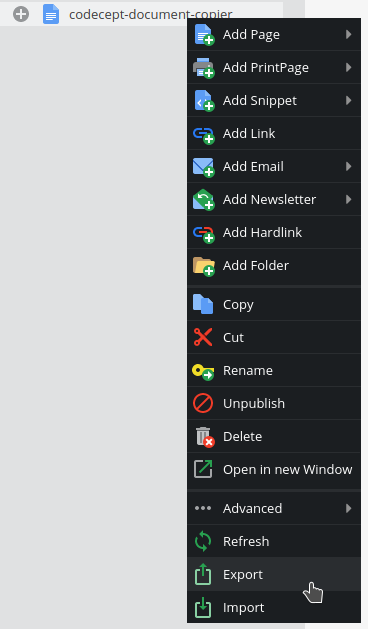 codecept-document-copier
Add Page
Add PrintPage
Add Snippet
Add Link
Add Email
Add Newsletter
Add Hardlink
Add Folder
Copy
Cut
Rename
Unpublish
Delete
Open in new Window
Advanced
Refresh
Export
Import